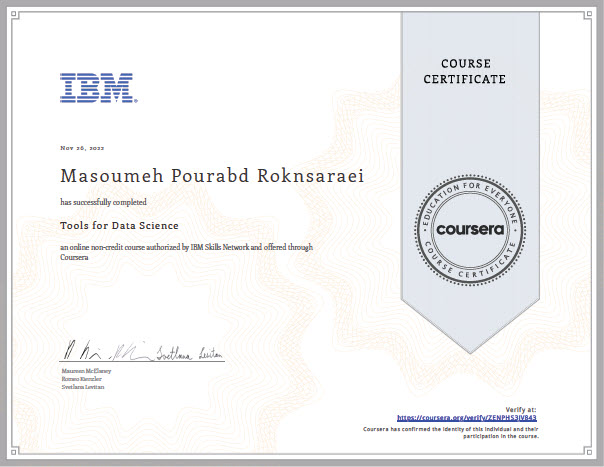 COURSE
CERTIFICATE
IBM®
Nov 26, 2022
Masoumeh Pourabd Roknsaraei
has successfully completed
Tools for Data Science
an online non-credit course authorized by IBM Skills Network and offered through
Coursera
EDUCATION FOR EVERYONE
coursera
COURSE CERTIFICATE
Svetlana Levitan
Maureen McElaney
Romeo Kienzler
Svetlana Levitan
Verify at:
https://coursera.org/verify/ZENPHS3JV843
Coursera has confirmed the identity of this individual and their
participation in the course.